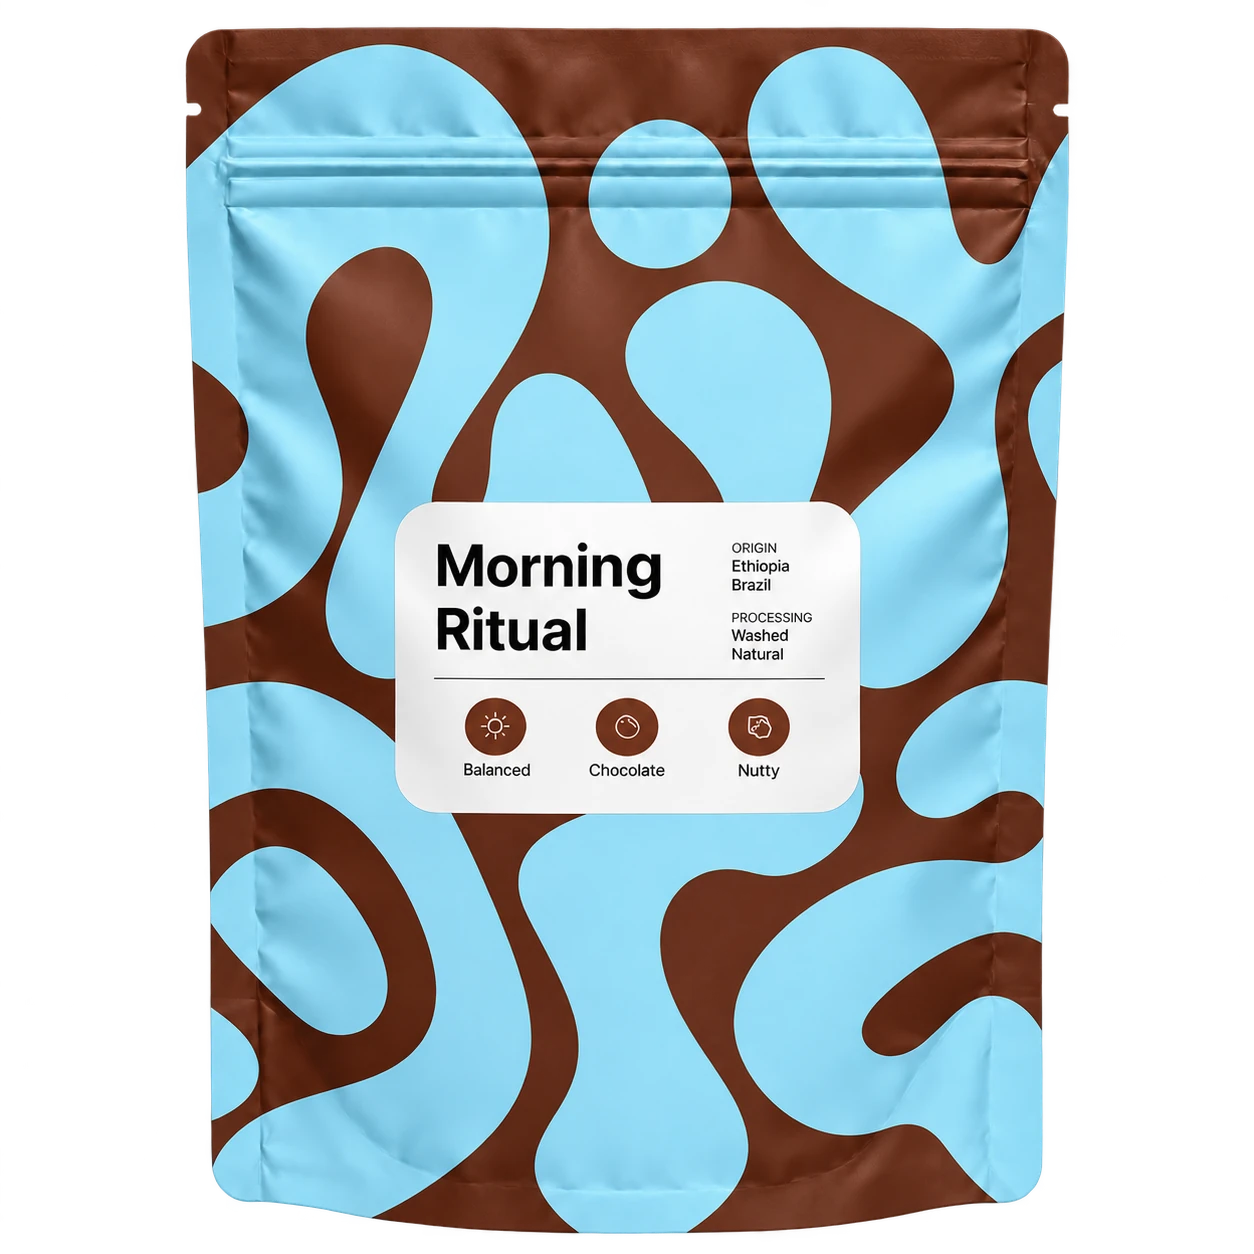 Morning
Ritual
ORIGIN
Ethiopia
Brazil
PROCESSING
Washed
Natural
Balanced
Chocolate
Nutty